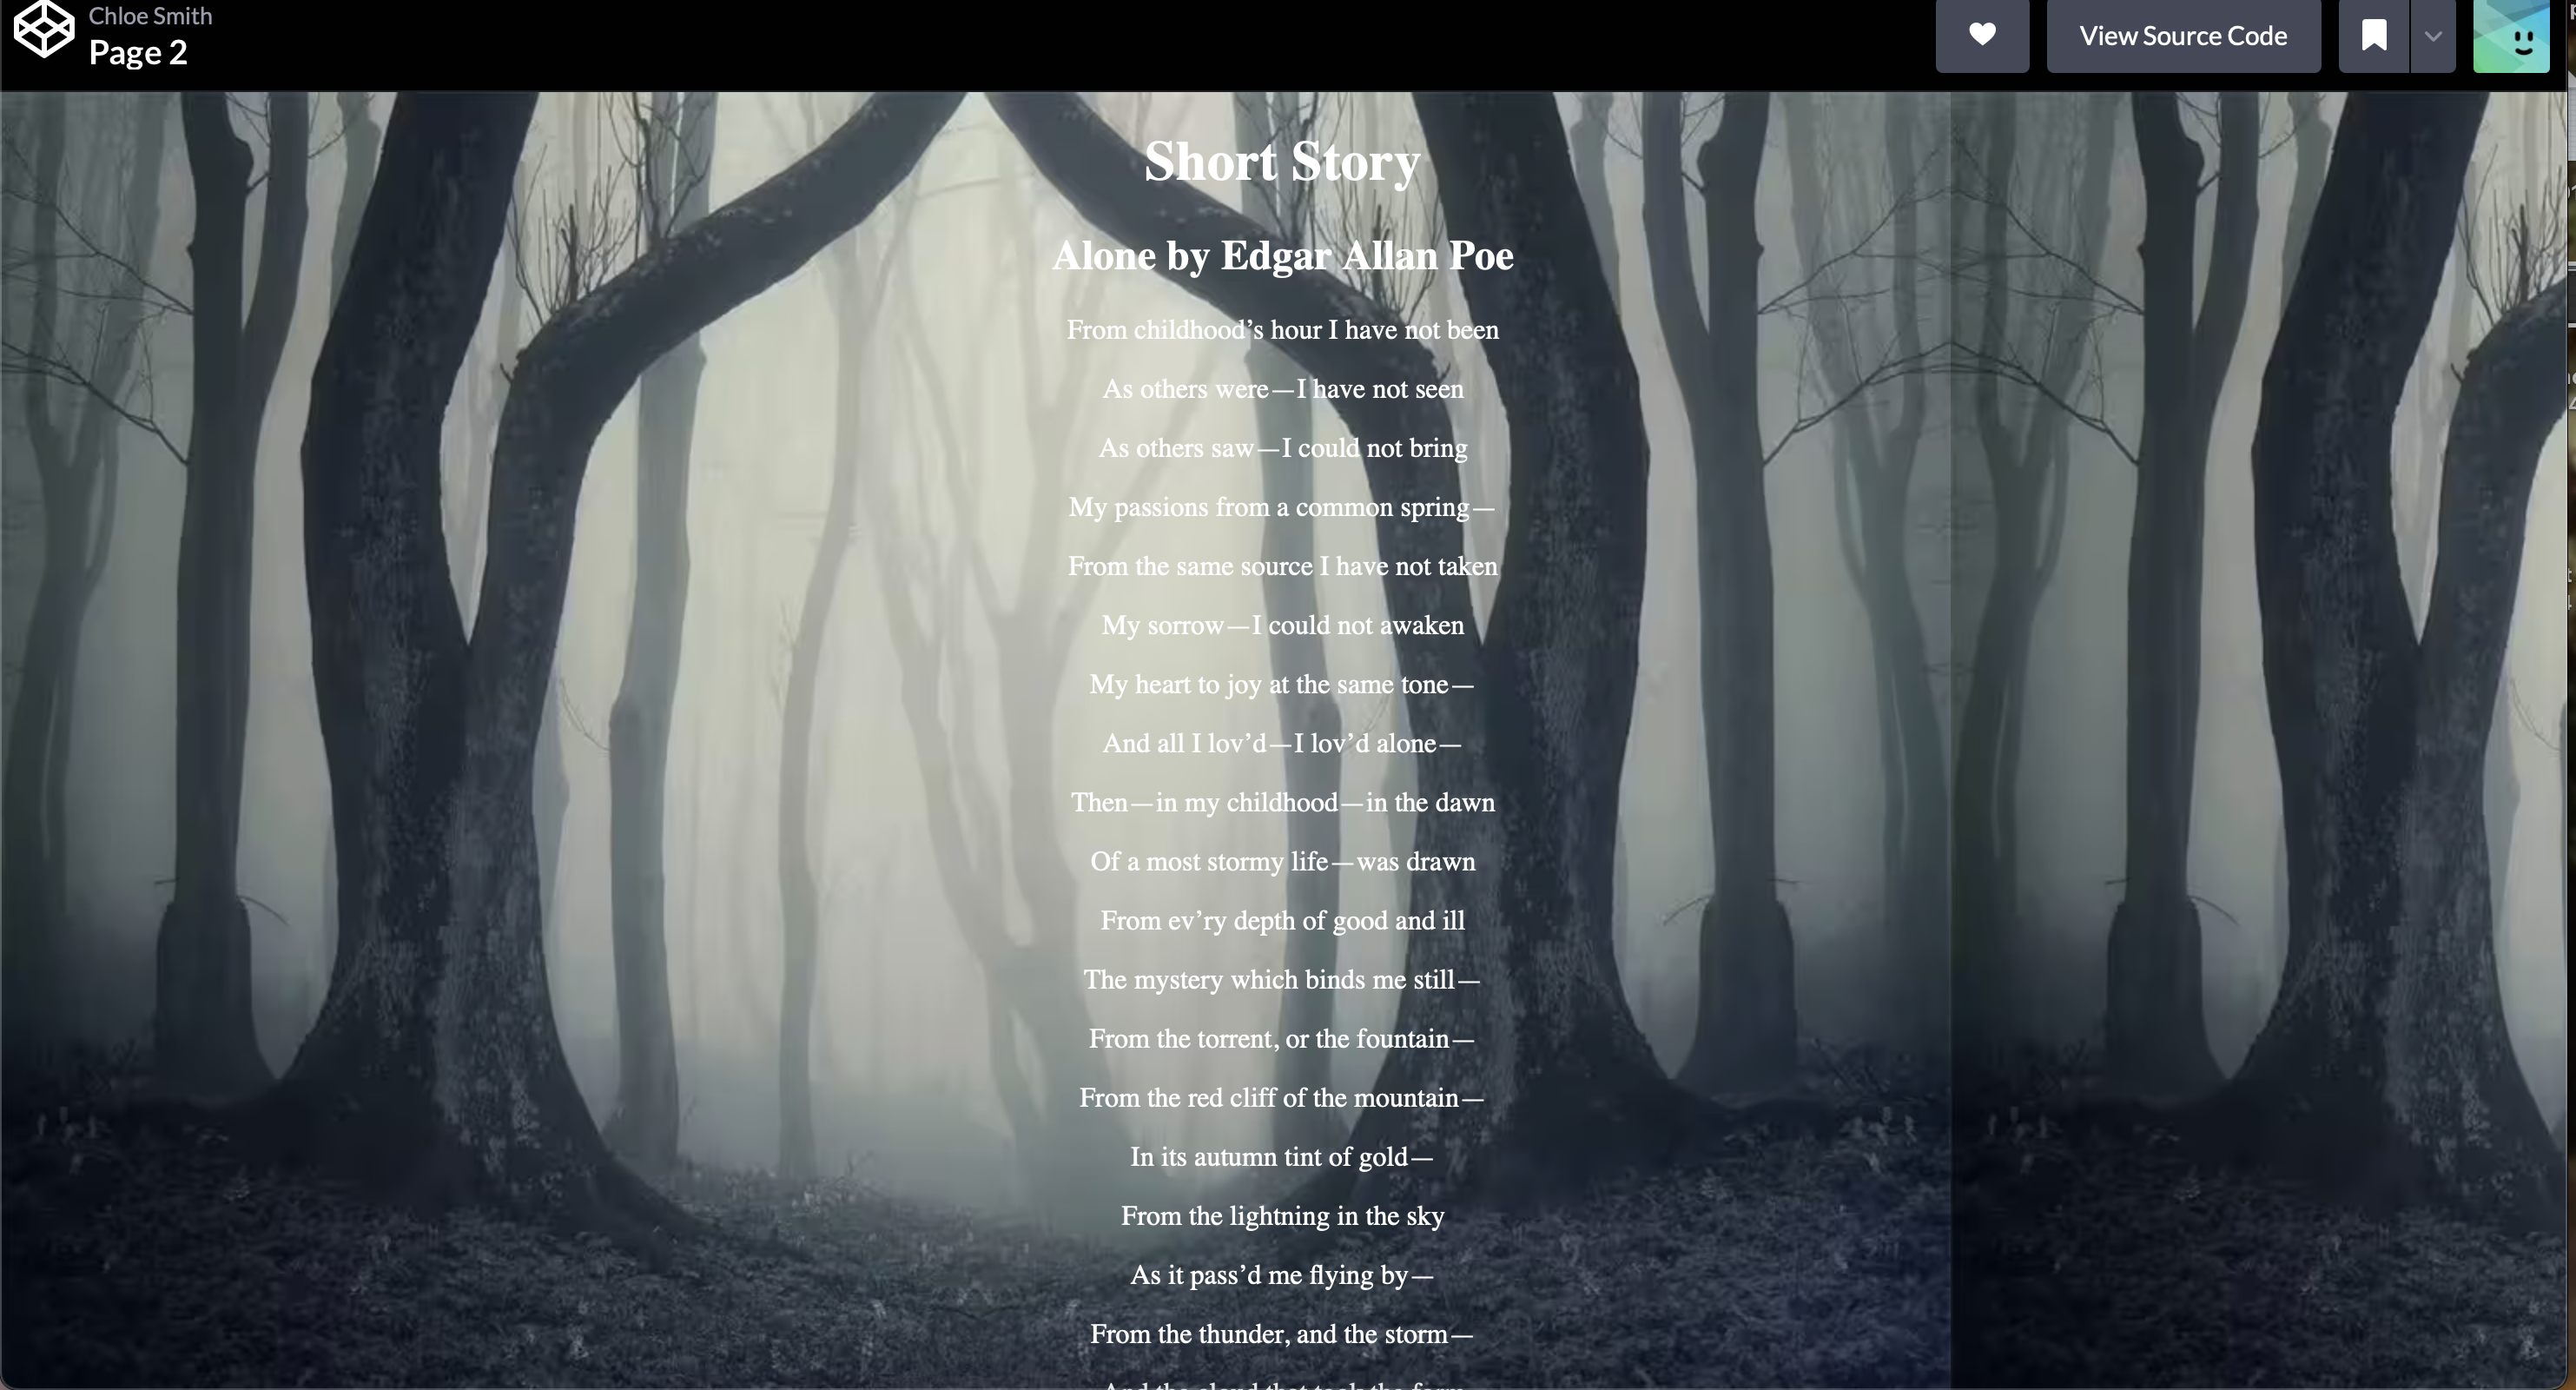 Chloe Smith
Page 2
View Source Code
Short Story
Alone by Edgar Allan Poe
From childhood’s hour I have not been
As others were—I have not seen
As others saw—I could not bring
My passions from a common spring—
From the same source I have not taken
My sorrow—I could not awaken
My heart to joy at the same tone—
And all I lov’d—I lov’d alone—
Then—in my childhood—in the dawn
Of a most stormy life—was drawn
From ev’ry depth of good and ill
The mystery which binds me still—
From the torrent, or the fountain—
From the red cliff of the mountain—
In its autumn tint of gold—
From the lightning in the sky
As it pass’d me flying by—
From the thunder, and the storm—